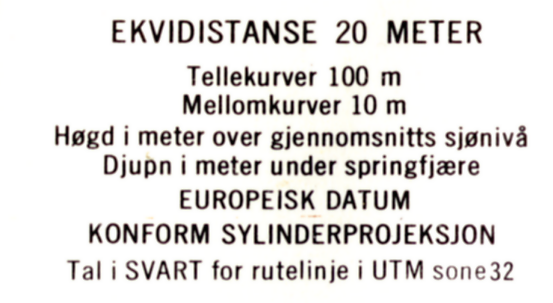 EKVIDISTANSE 20 METER
Tellekurver 100 m
Mellomkurver 10 m
Høgd i meter over gjennomsnitts sjønivå
Djupn i meter under springfjære
EUROPEISK DATUM
KONFORM SYLINDERPROJEKSJON
Tal i SVART for rutelinje i UTM sone32